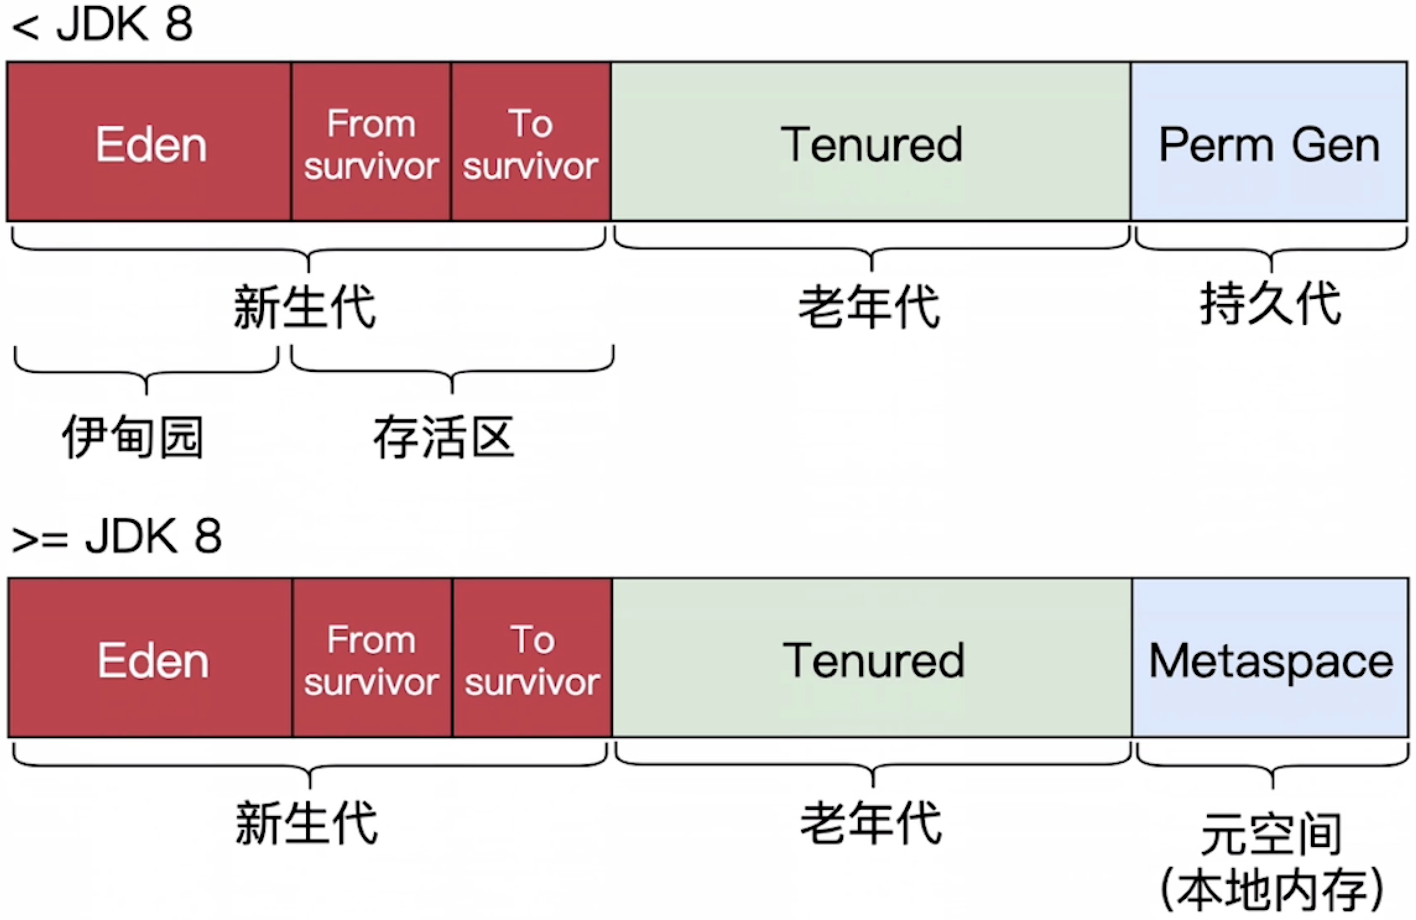 < JDK 8
Eden
From
survivor
To
survivor
Tenured
Perm Gen
新生代
老年代
持久代
伊甸园
存活区
>= JDK 8
Eden
From
survivor
To
survivor
Tenured
Metaspace
新生代
老年代
元空间
(本地内存)